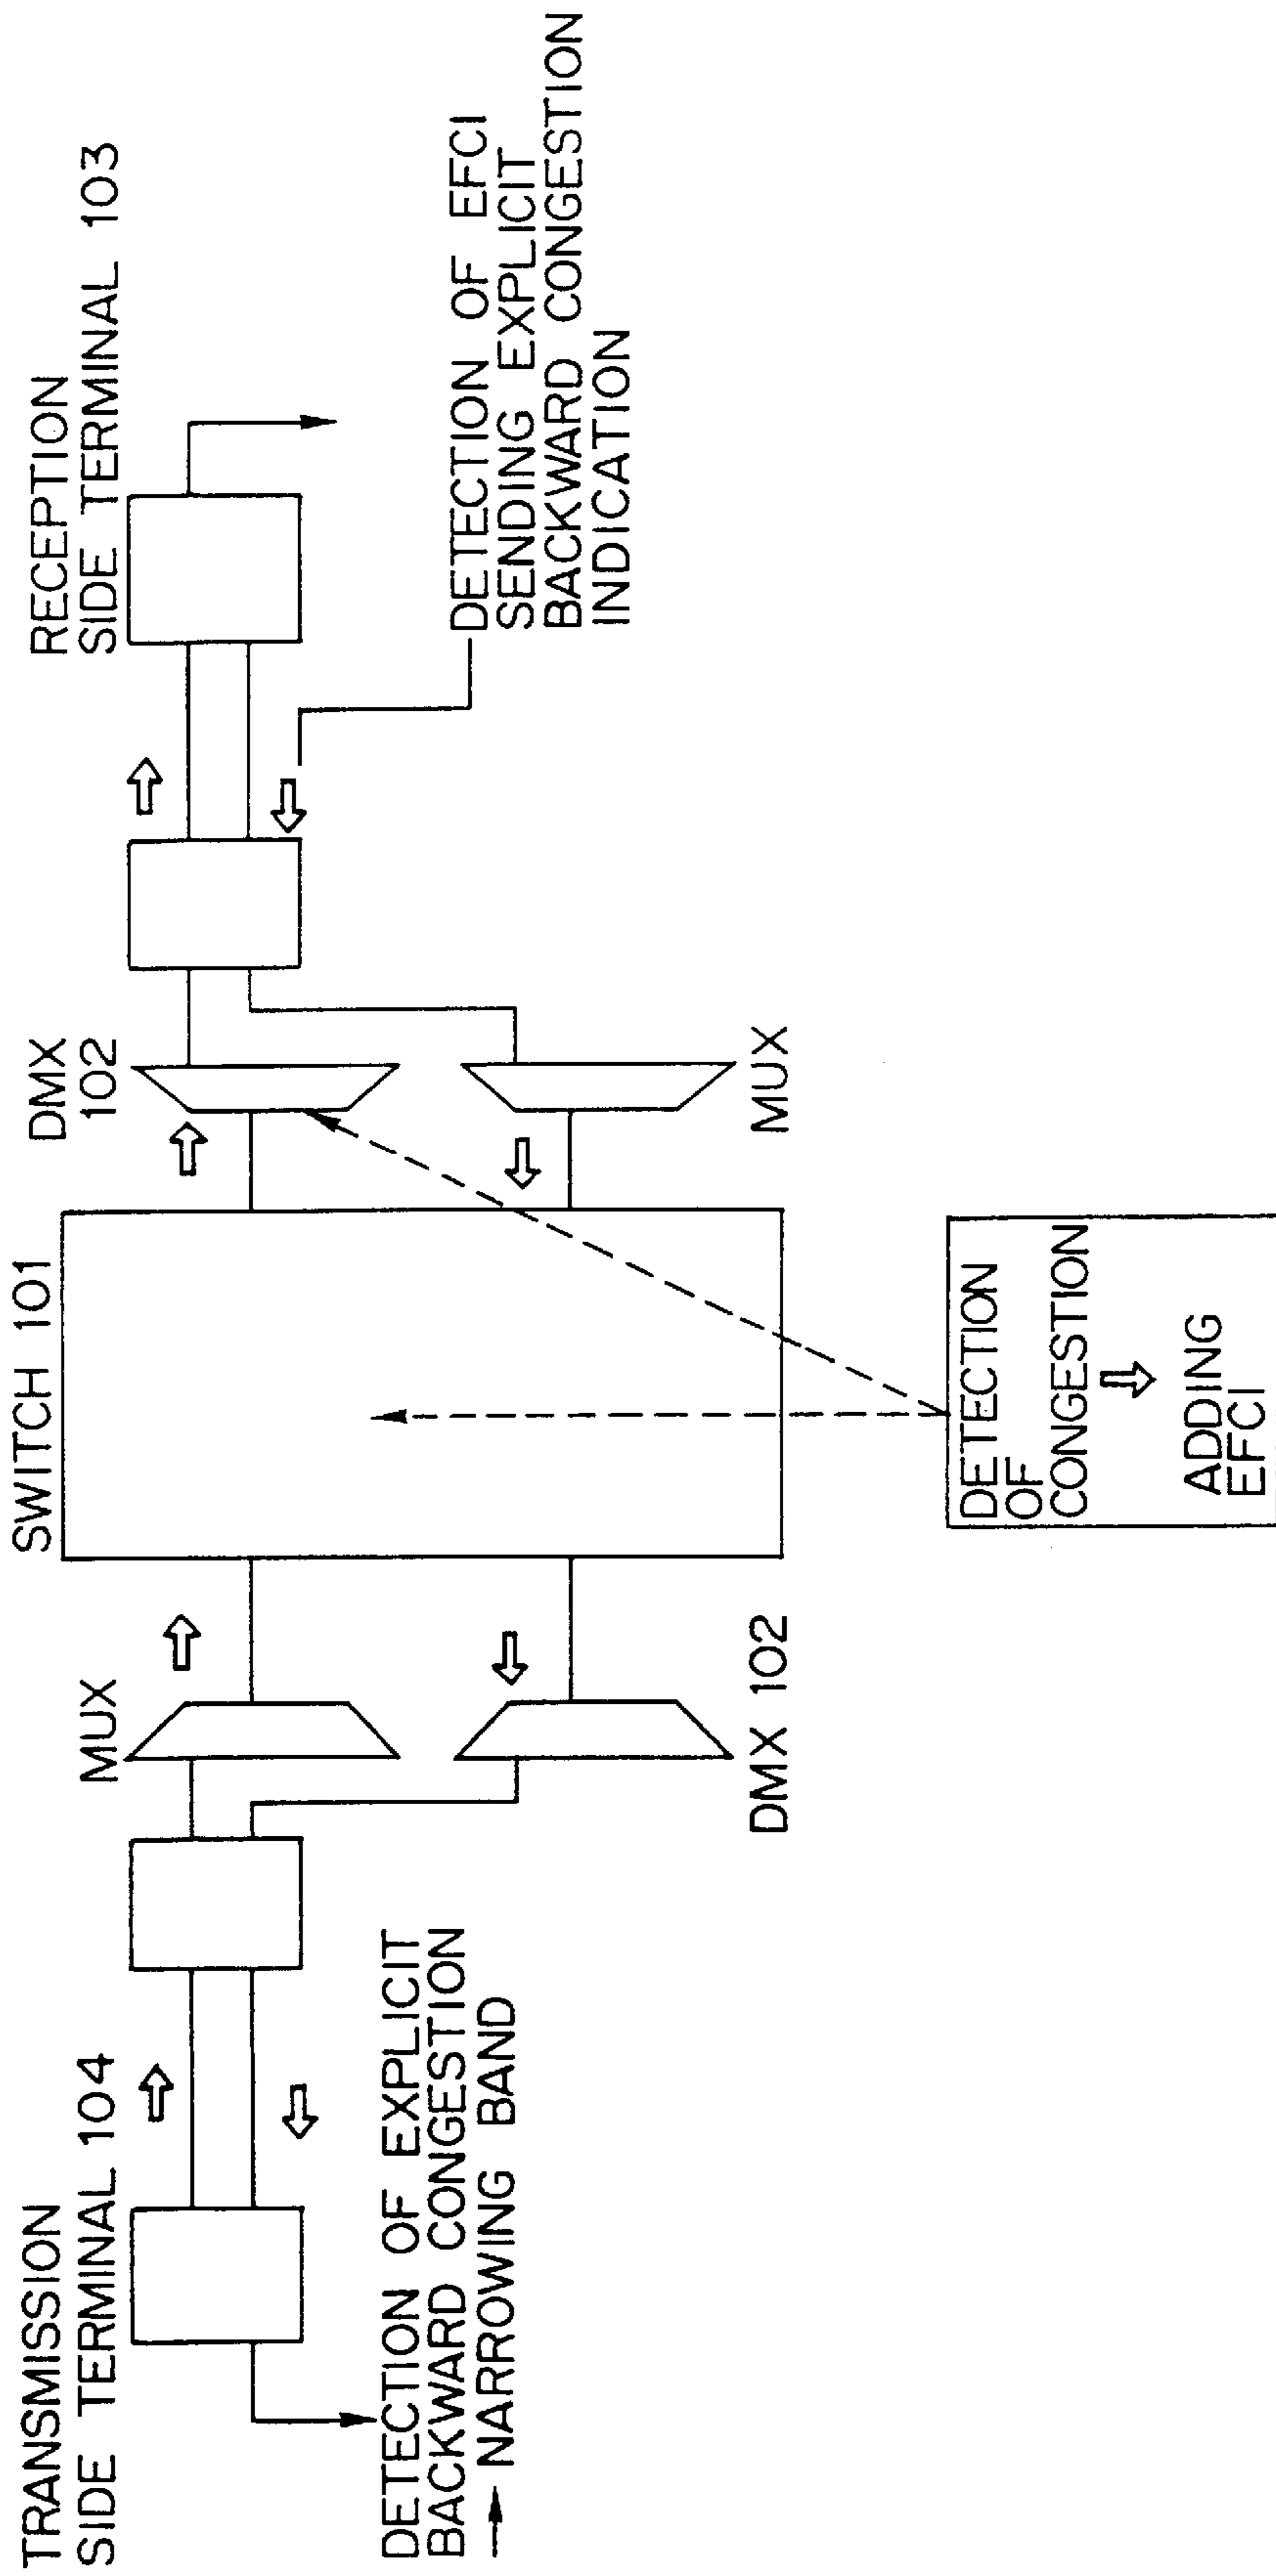 TRANSMISSION
SIDE TERMINAL 104
MUX
SWITCH 101
DMX
102
RECEPTION
SIDE TERMINAL 103
DETECTION OF EXPLICIT
BACKWARD CONGESTION
NARROWING BAND
DMX 102
MUX
DETECTION OF EFCI
SENDING EXPLICIT
BACKWARD CONGESTION
INDICATION
DETECTION
OF
CONGESTION
ADDING
EFCI